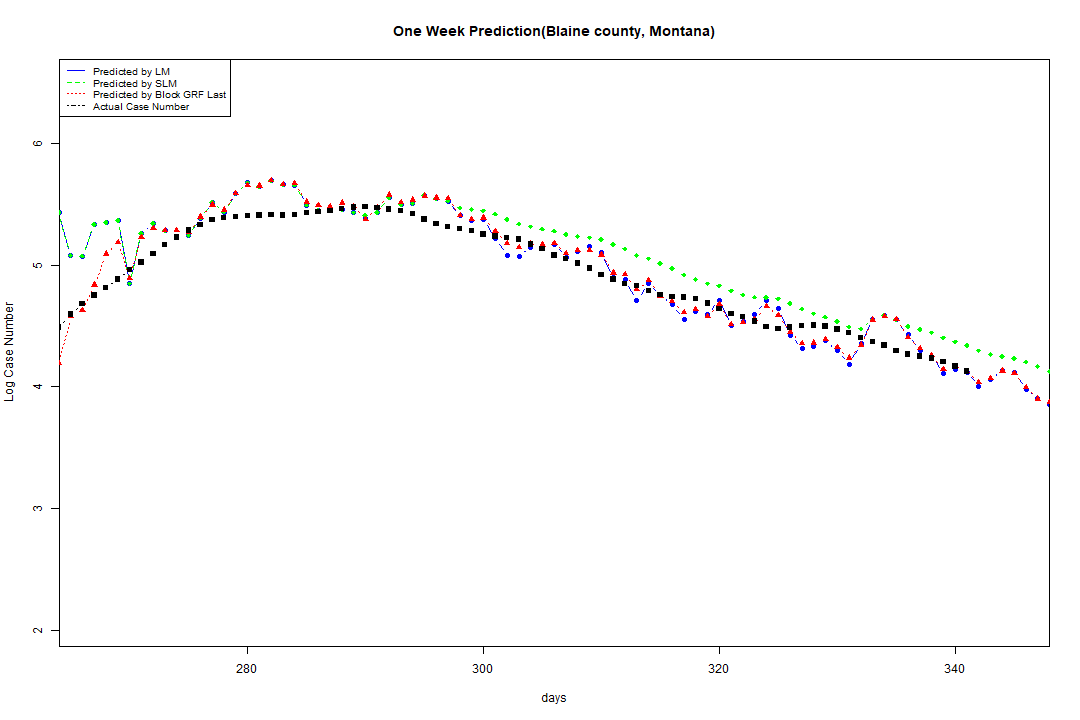 One Week Prediction(Blaine county, Montana)
Predicted by LM
Predicted by SLM
Predicted by Block GRF Last
Actual Case Number
6
5
4
3
2
Log Case Number
280 300 320 340
days